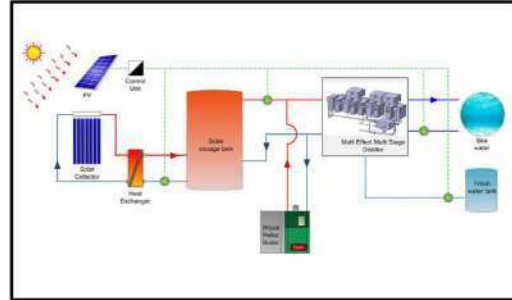 PV
Control
Unit
Solar
Collector
Heat
Exchanger
Solar
storage tank
Wood
Pellet
Boiler
Multi Effect Multi Stage
Distiller
Sea
water
Fresh
water tank